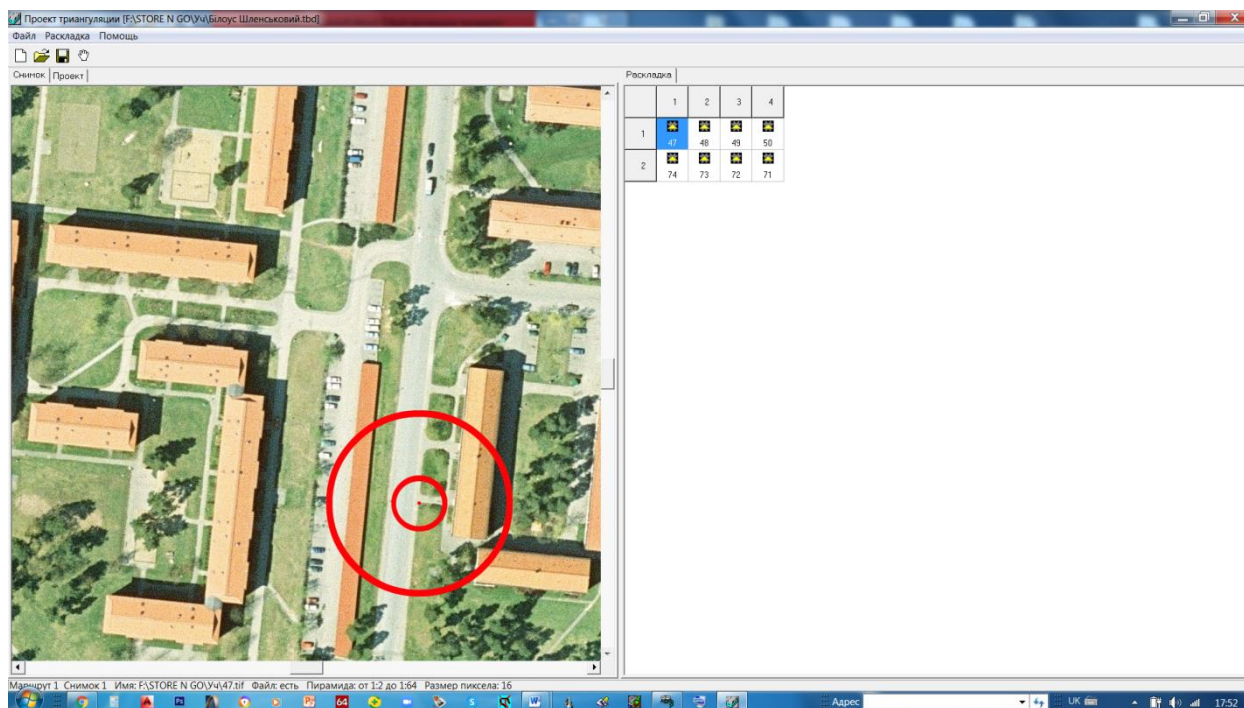 Проект триангуляции [F:\STORE N GO\Уч\Білоус Шленськовий.tbd]
Файл Раскладка Помощь
Снимок Проект
Раскладка
1 2 3 4
1
47 48 49 50
2
74 73 72 71
Маршрут 1 Снимок 1 Имя: F:\STORE N GO\Уч\47.tif Файл: есть Пирамида: от 1:2 до 1:64 Размер пиксела: 16
64 Адрес UK 17:52